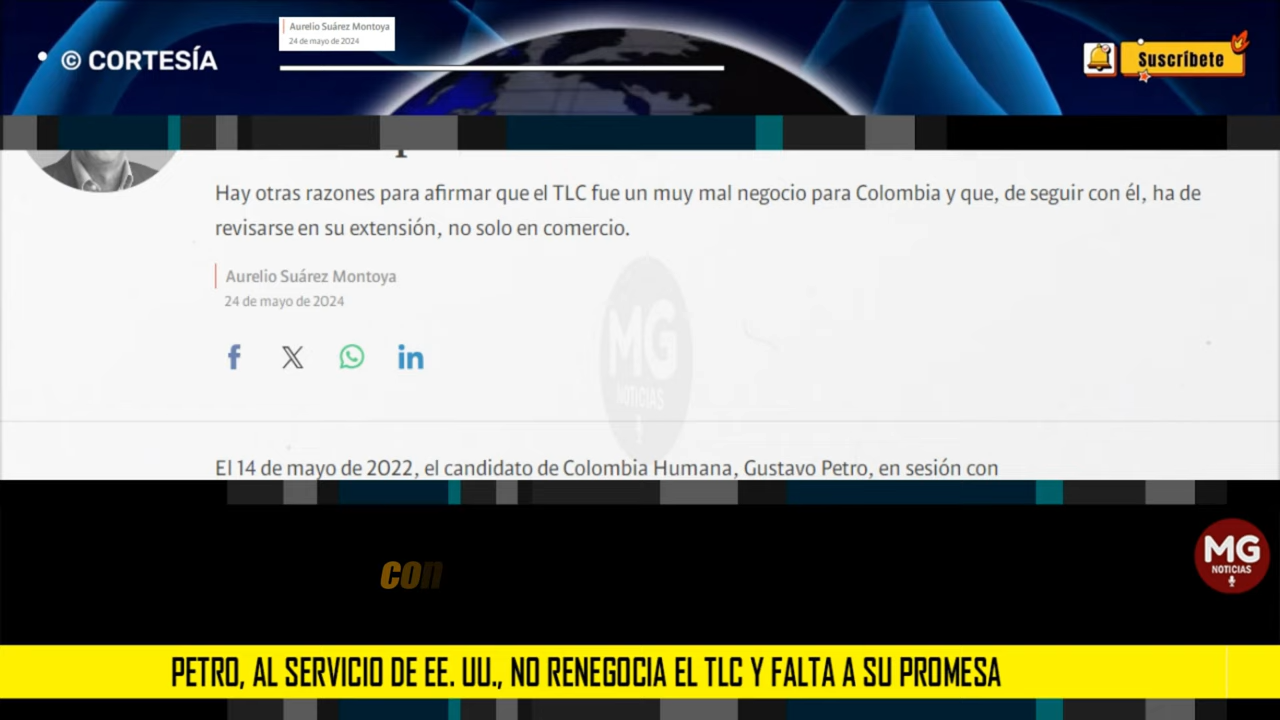 Aurelio Suárez Montoya
24 de mayo de 2024
© CORTESÍA
Suscríbete
Hay otras razones para afirmar que el TLC fue un muy mal negocio para Colombia y que, de seguir con él, ha de
revisarse en su extensión, no solo en comercio.
Aurelio Suárez Montoya
24 de mayo de 2024
MG
NOTICIAS
El 14 de mayo de 2022, el candidato de Colombia Humana, Gustavo Petro, en sesión con
con
MG
NOTICIAS
PETRO, AL SERVICIO DE EE. UU., NO RENEGOCIA EL TLC Y FALTA A SU PROMESA